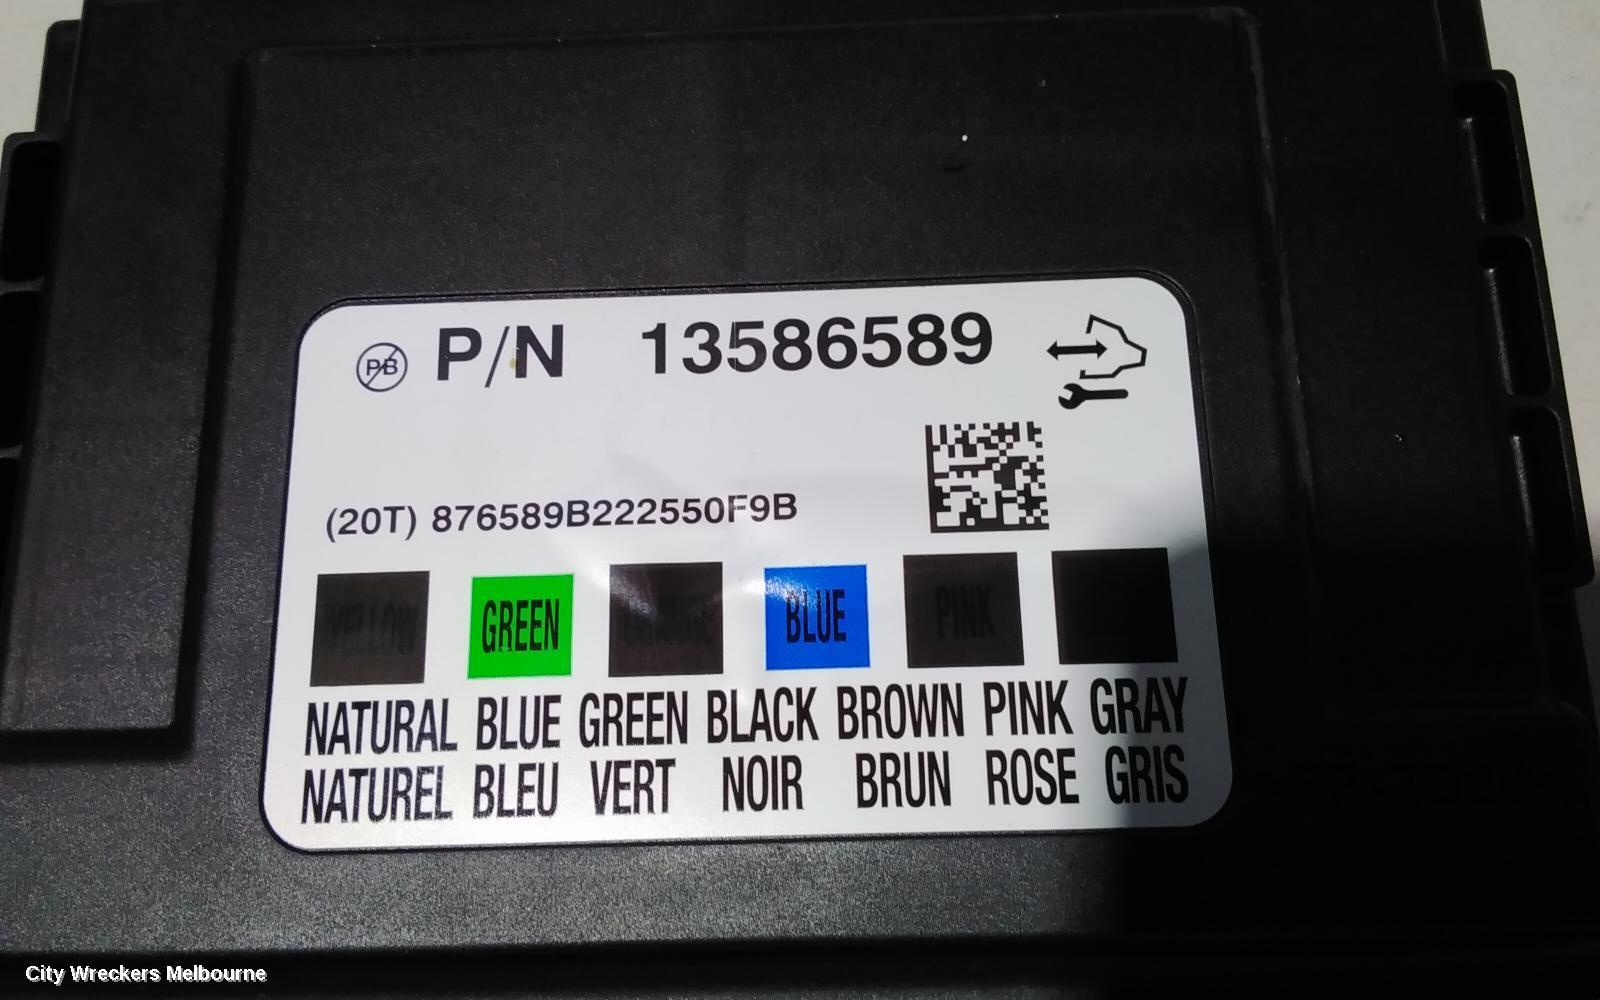 PB P/N 13586589
(20T) 876589B222550F9B
YELLOW GREEN ORANGE BLUE PINK
NATURAL BLUE GREEN BLACK BROWN PINK GRAY
NATUREL BLEU VERT NOIR BRUN ROSE GRIS
City Wreckers Melbourne